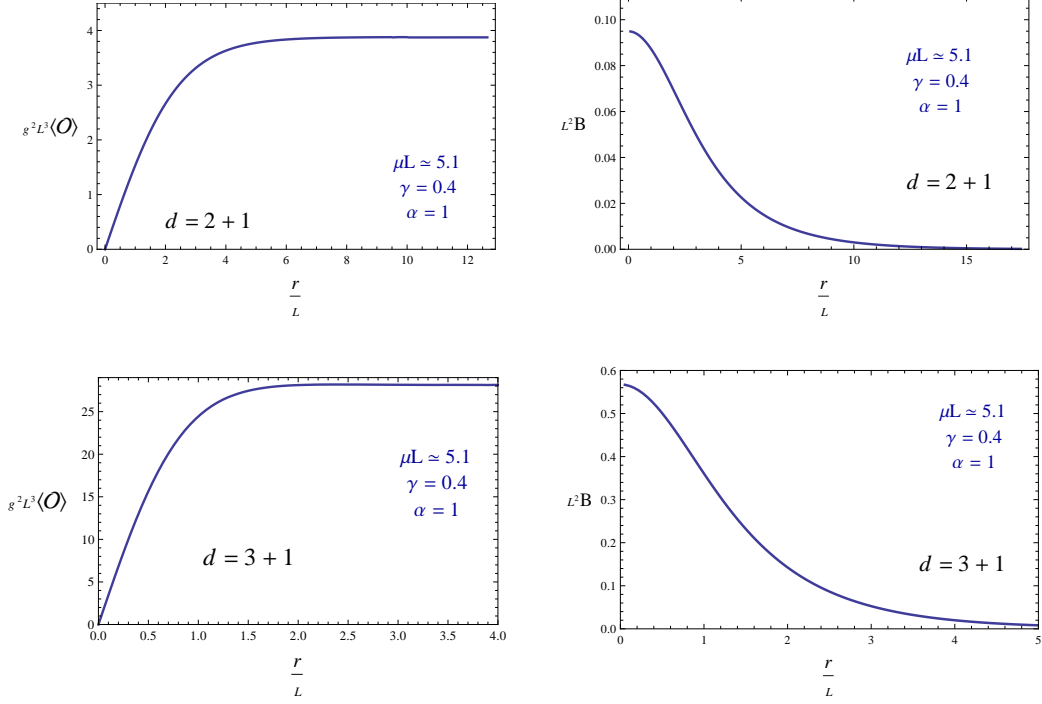 4
3
2
1
0
g²L³⟨𝒪⟩
μL ≃ 5.1
γ = 0.4
α = 1
d = 2 + 1
0 2 4 6 8 10 12
r
L
0.10
0.08
0.06
0.04
0.02
0.00
L²B
μL ≃ 5.1
γ = 0.4
α = 1
d = 2 + 1
0 5 10 15
r
L
25
20
15
10
5
0
g²L³⟨𝒪⟩
μL ≃ 5.1
γ = 0.4
α = 1
d = 3 + 1
0.0 0.5 1.0 1.5 2.0 2.5 3.0 3.5 4.0
r
L
0.6
0.5
0.4
0.3
0.2
0.1
0.0
L²B
μL ≃ 5.1
γ = 0.4
α = 1
d = 3 + 1
0 1 2 3 4 5
r
L